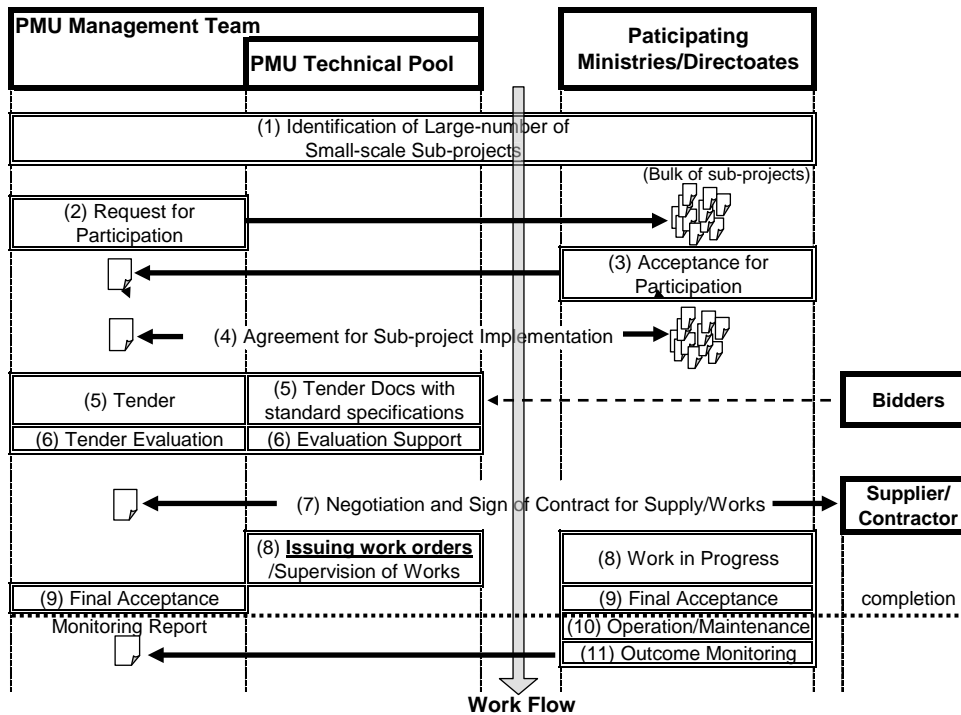 PMU Management Team
PMU Technical Pool
Paticipating
Ministries/Directoates
(1) Identification of Large-number of
Small-scale Sub-projects
(Bulk of sub-projects)
(2) Request for
Participation
(3) Acceptance for
Participation
(4) Agreement for Sub-project Implementation
(5) Tender
(5) Tender Docs with
standard specifications
Bidders
(6) Tender Evaluation
(6) Evaluation Support
(7) Negotiation and Sign of Contract for Supply/Works
Supplier/
Contractor
(8) Issuing work orders
/Supervision of Works
(8) Work in Progress
(9) Final Acceptance
(9) Final Acceptance
completion
Monitoring Report
(10) Operation/Maintenance
(11) Outcome Monitoring
Work Flow